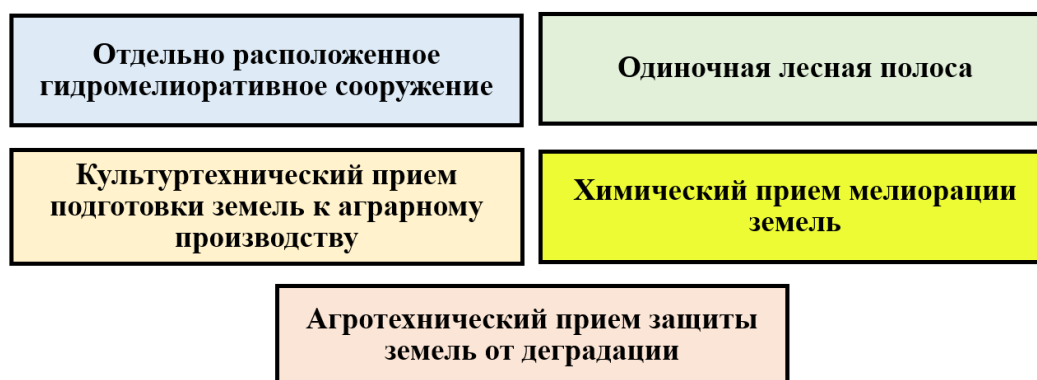 Отдельно расположенное
гидромелиоративное сооружение
Одиночная лесная полоса
Культуртехнический прием
подготовки земель к аграрному
производству
Химический прием мелиорации
земель
Агротехнический прием защиты
земель от деградации